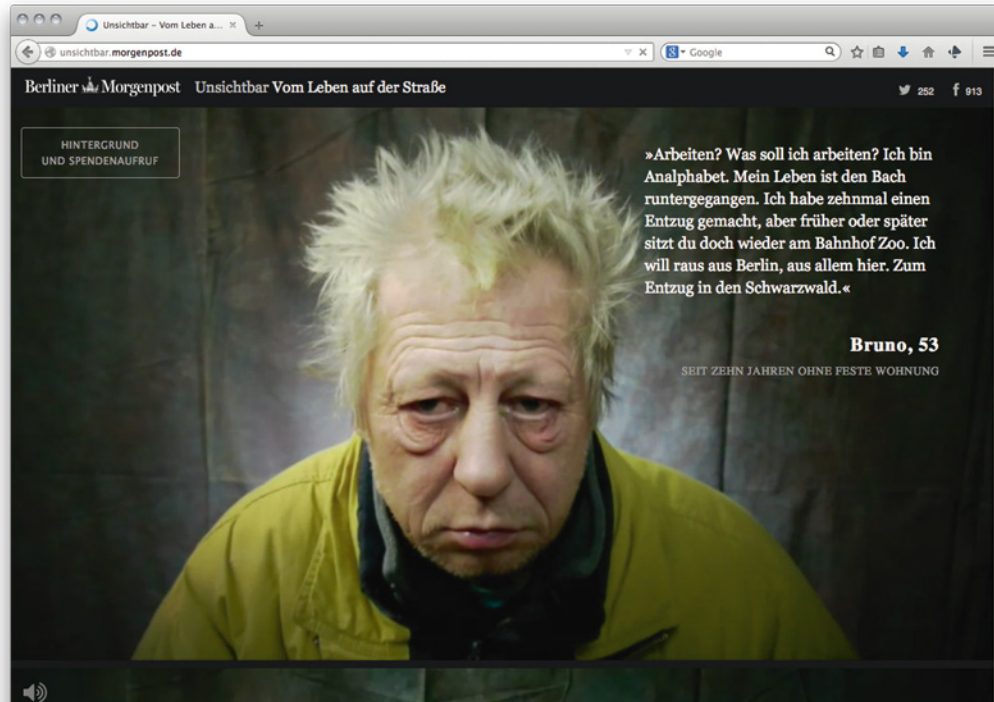 Unsichtbar – Vom Leben a...
unsichtbar.morgenpost.de
Google
Berliner Morgenpost Unsichtbar Vom Leben auf der Straße
252 913
HINTERGRUND
UND SPENDENAUFRUF
»Arbeiten? Was soll ich arbeiten? Ich bin
Analphabet. Mein Leben ist den Bach
runtergegangen. Ich habe zehnmal einen
Entzug gemacht, aber früher oder später
sitzt du doch wieder am Bahnhof Zoo. Ich
will raus aus Berlin, aus allem hier. Zum
Entzug in den Schwarzwald.«
Bruno, 53
SEIT ZEHN JAHREN OHNE FESTE WOHNUNG